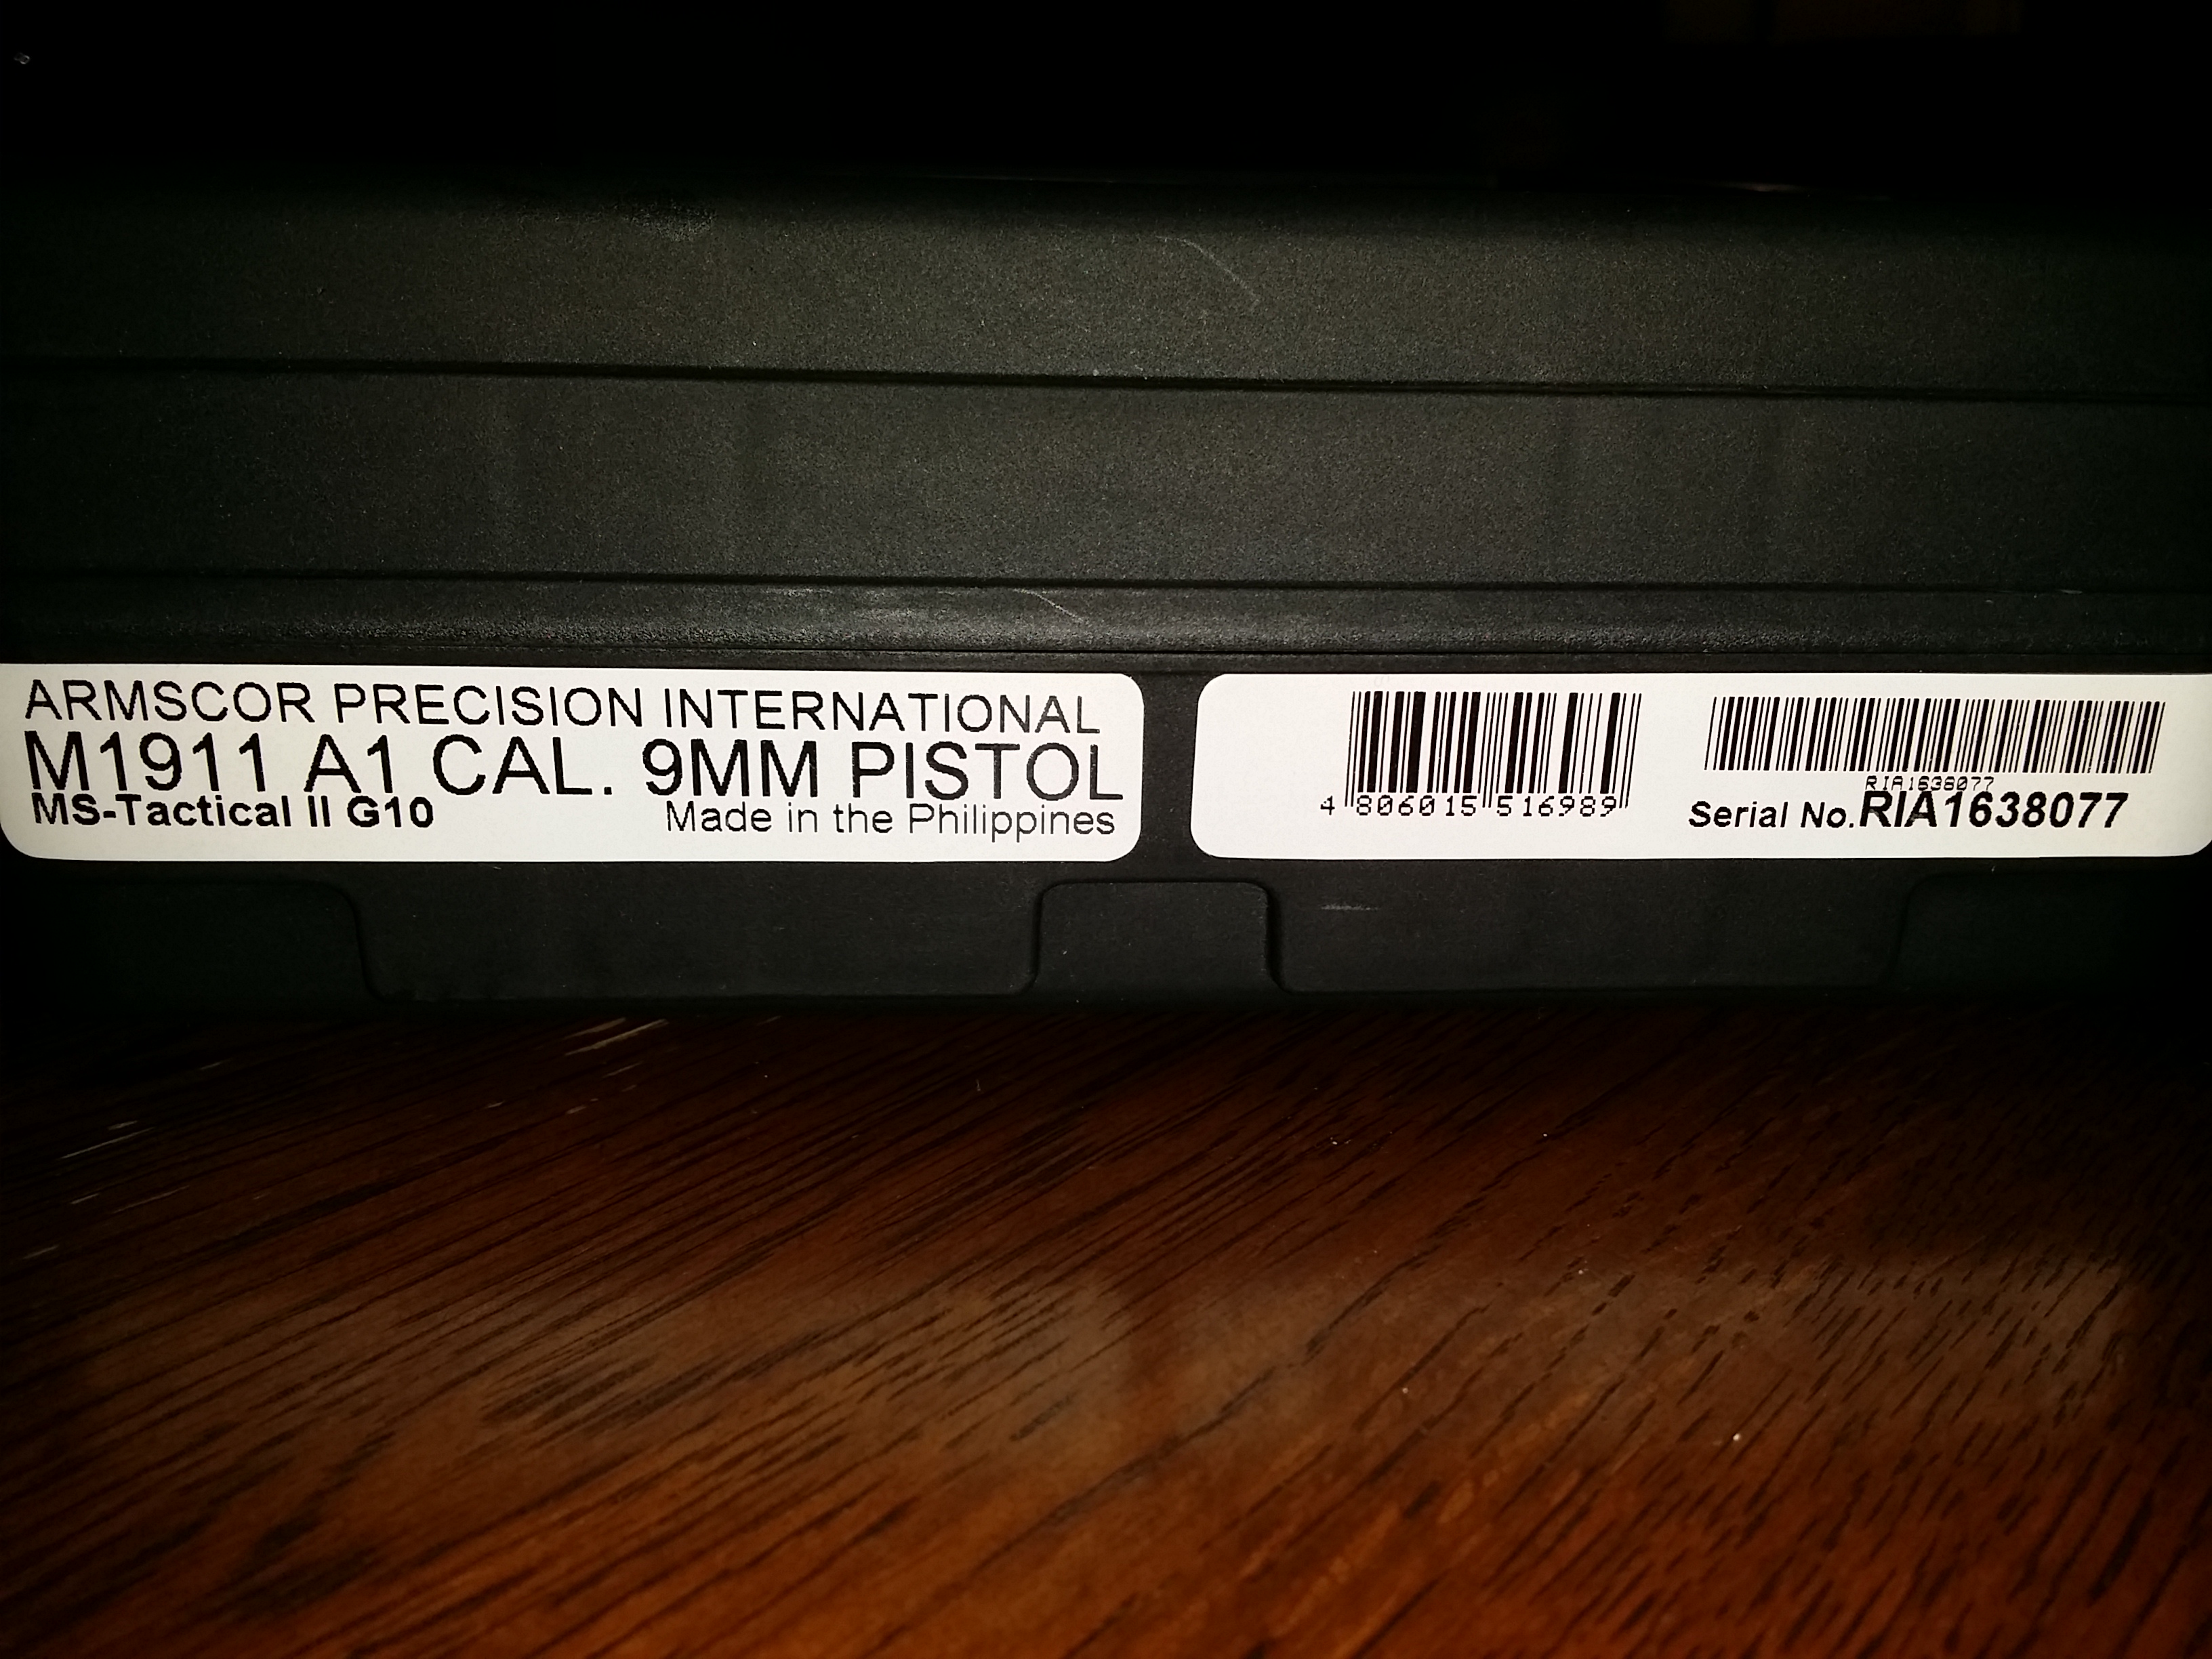 ARMSCOR PRECISION INTERNATIONAL
M1911 A1 CAL. 9MM PISTOL
MS-Tactical II G10
Made in the Philippines
4 806015 516989
RIA1638077
Serial No.RIA1638077